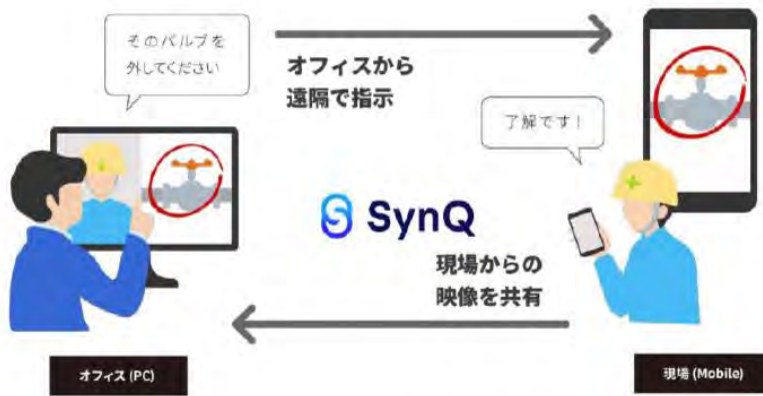 そのバルブを
外してください
オフィスから
遠隔で指示
了解です!
SynQ
現場からの
映像を共有
オフィス (PC)
現場 (Mobile)